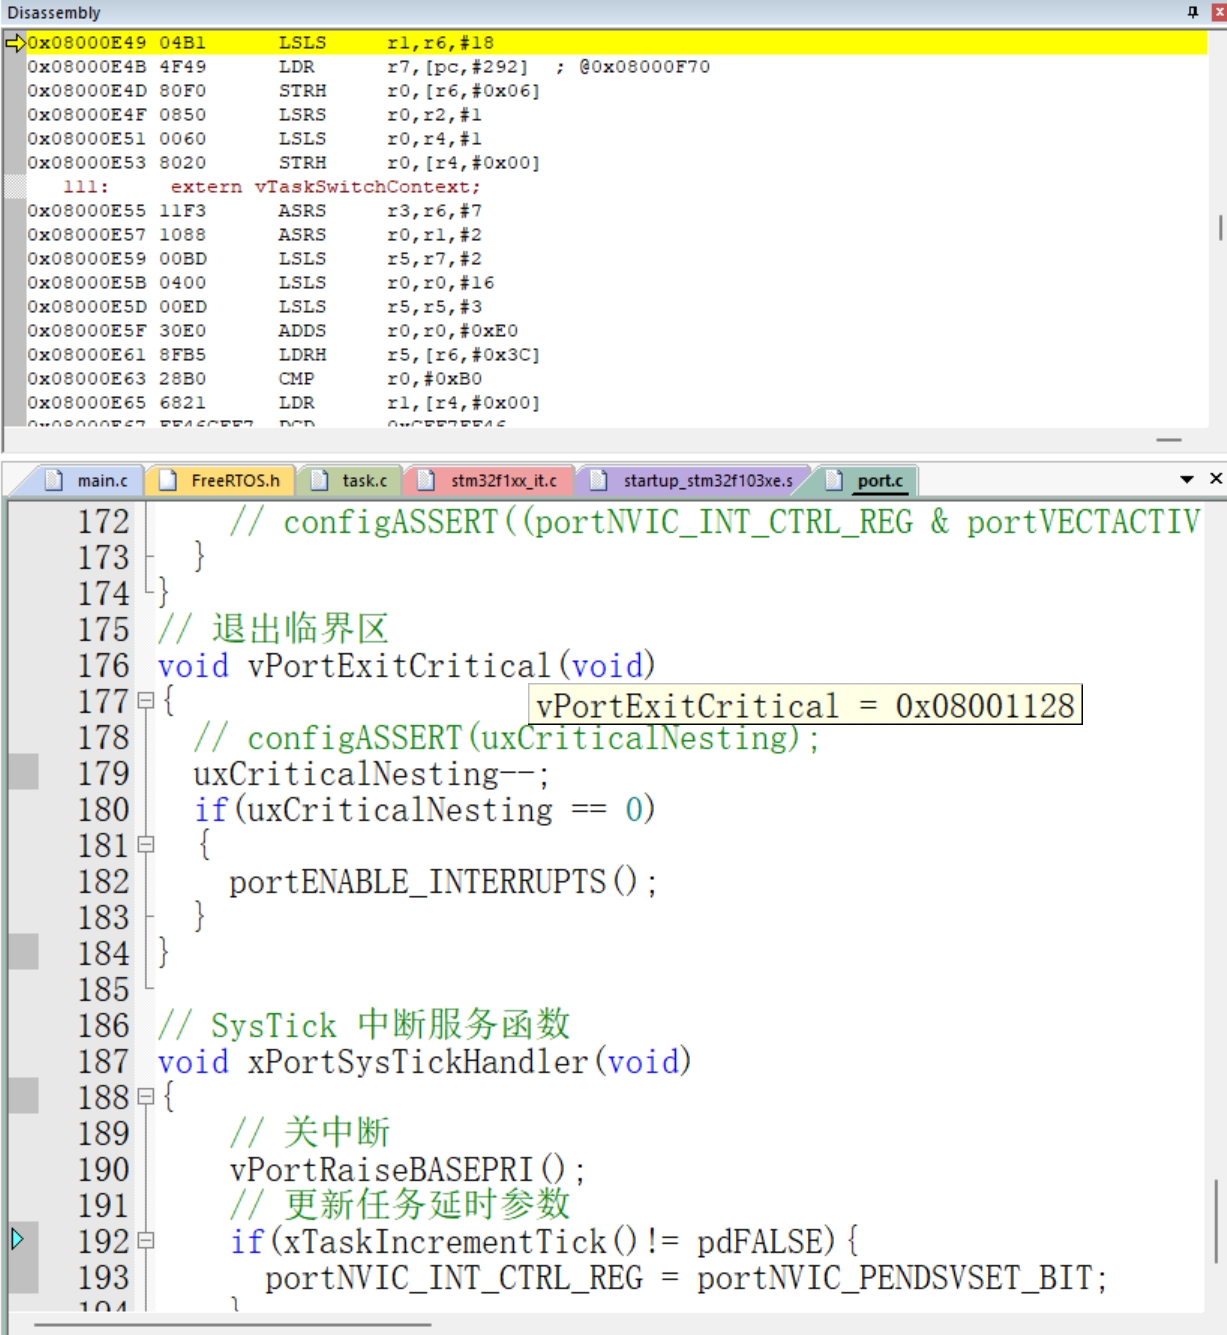 Disassembly
0x08000E49 04B1 LSLS r1,r6,#18
0x08000E4B 4F49 LDR r7,[pc,#292] ; @0x08000F70
0x08000E4D 80F0 STRH r0,[r6,#0x06]
0x08000E4F 0850 LSRS r0,r2,#1
0x08000E51 0060 LSLS r0,r4,#1
0x08000E53 8020 STRH r0,[r4,#0x00]
111: extern vTaskSwitchContext;
0x08000E55 11F3 ASRS r3,r6,#7
0x08000E57 1088 ASRS r0,r1,#2
0x08000E59 00BD LSLS r5,r7,#2
0x08000E5B 0400 LSLS r0,r0,#16
0x08000E5D 00ED LSLS r5,r5,#3
0x08000E5F 30E0 ADDS r0,r0,#0xE0
0x08000E61 8FB5 LDRH r5,[r6,#0x3C]
0x08000E63 28B0 CMP r0,#0xB0
0x08000E65 6821 LDR r1,[r4,#0x00]
main.c FreeRTOS.h task.c stm32f1xx_it.c startup_stm32f103xe.s port.c
172 // configASSERT((portNVIC_INT_CTRL_REG & portVECTACTIV
173 }
174 }
175 // 退出临界区
176 void vPortExitCritical(void)
177 {
vPortExitCritical = 0x08001128
178 // configASSERT(uxCriticalNesting);
179 uxCriticalNesting--;
180 if(uxCriticalNesting == 0)
181 {
182 portENABLE_INTERRUPTS();
183 }
184 }
185
186 // SysTick 中断服务函数
187 void xPortSysTickHandler(void)
188 {
189 // 关中断
190 vPortRaiseBASEPRI();
191 // 更新任务延时参数
192 if(xTaskIncrementTick()!= pdFALSE){
193 portNVIC_INT_CTRL_REG = portNVIC_PENDSVSET_BIT;
194 }